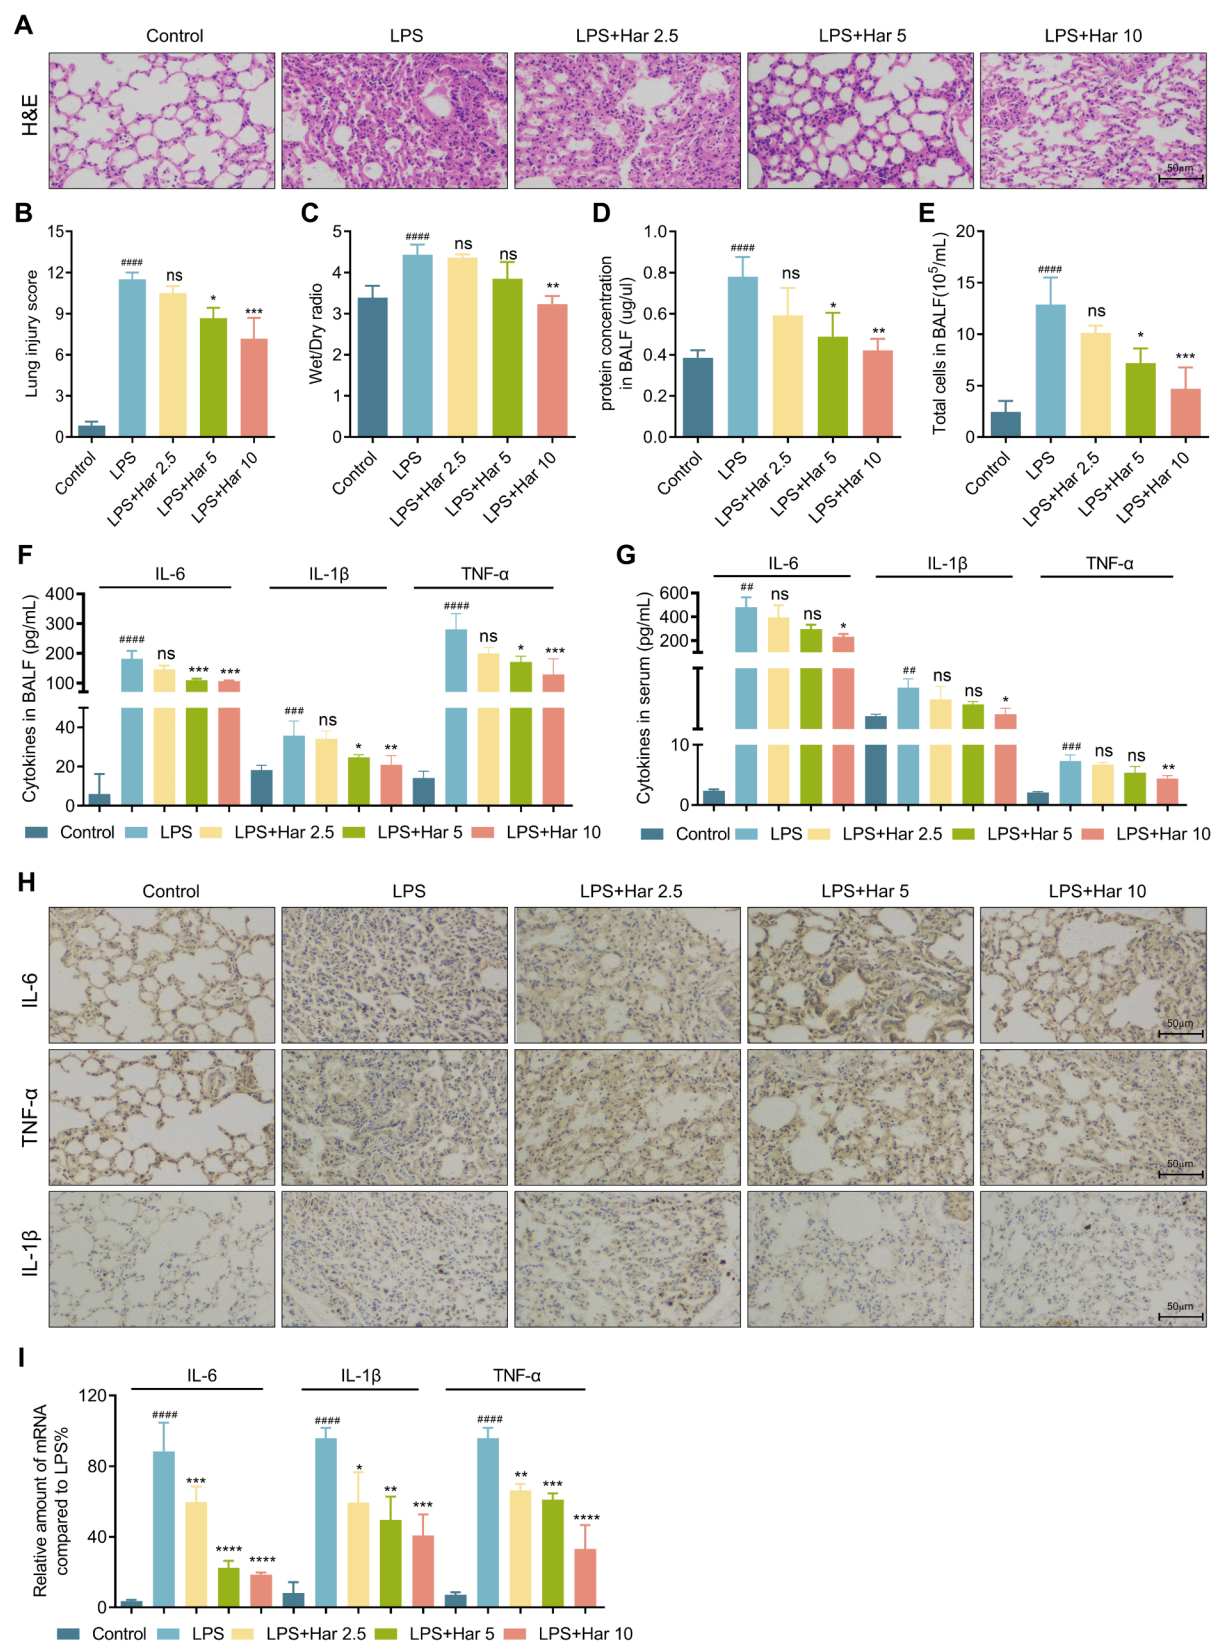 A
Control LPS LPS+Har 2.5 LPS+Har 5 LPS+Har 10
H&E
50μm
B
Lung injury score
15
12
9
6
3
0
#### ns * ***
Control LPS LPS+Har 2.5 LPS+Har 5 LPS+Har 10
C
Wet/Dry radio
5
4
3
2
1
0
#### ns ns **
Control LPS LPS+Har 2.5 LPS+Har 5 LPS+Har 10
D
protein concentration
in BALF (ug/ul)
1.0
0.8
0.6
0.4
0.2
0.0
#### ns * **
Control LPS LPS+Har 2.5 LPS+Har 5 LPS+Har 10
E
Total cells in BALF(10⁵/mL)
20
15
10
5
0
#### ns * ***
Control LPS LPS+Har 2.5 LPS+Har 5 LPS+Har 10
F
IL-6 IL-1β TNF-α
Cytokines in BALF (pg/mL)
400
300
200
100
40
20
0
#### ns *** ***
### ns * **
#### ns * ***
Control LPS LPS+Har 2.5 LPS+Har 5 LPS+Har 10
G
IL-6 IL-1β TNF-α
Cytokines in serum (pg/mL)
600
400
200
10
0
## ns ns *
## ns ns *
### ns ns **
Control LPS LPS+Har 2.5 LPS+Har 5 LPS+Har 10
H
Control LPS LPS+Har 2.5 LPS+Har 5 LPS+Har 10
IL-6
50μm
TNF-α
50μm
IL-1β
50μm
I
IL-6 IL-1β TNF-α
Relative amount of mRNA
compared to LPS%
120
80
40
0
#### *** **** ****
#### * ** ***
#### ** *** ****
Control LPS LPS+Har 2.5 LPS+Har 5 LPS+Har 10